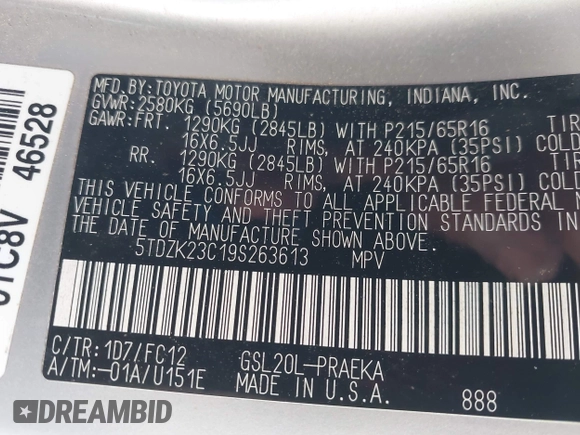 MFD.BY:TOYOTA MOTOR MANUFACTURING, INDIANA, INC.
GVWR:2580KG (5690LB)
GAWR:FRT. 1290KG (2845LB) WITH P215/65R16 TIR
16X6.5JJ RIMS, AT 240KPA (35PSI) COLD
RR. 1290KG (2845LB) WITH P215/65R16 TIR
16X6.5JJ RIMS, AT 240KPA (35PSI) COLD
THIS VEHICLE CONFORMS TO ALL APPLICABLE FEDERAL M
VEHICLE SAFETY AND THEFT PREVENTION STANDARDS IN
THE DATE OF MANUFACTURE SHOWN ABOVE.
5TDZK23C19S263613 MPV
C/TR:1D7/FC12 GSL20L-PRAEKA
A/TM:-01A/U151E MADE IN U.S.A. 888
46528
DREAMBID